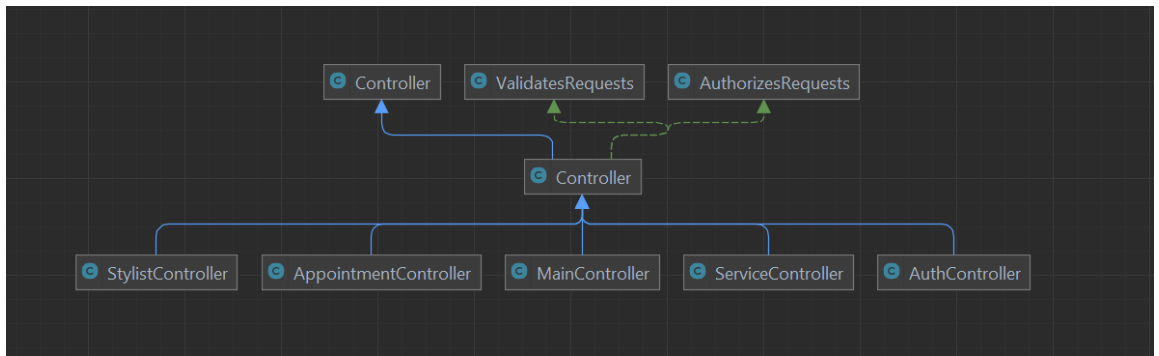 Controller
ValidatesRequests
AuthorizesRequests
Controller
StylistController
AppointmentController
MainController
ServiceController
AuthController